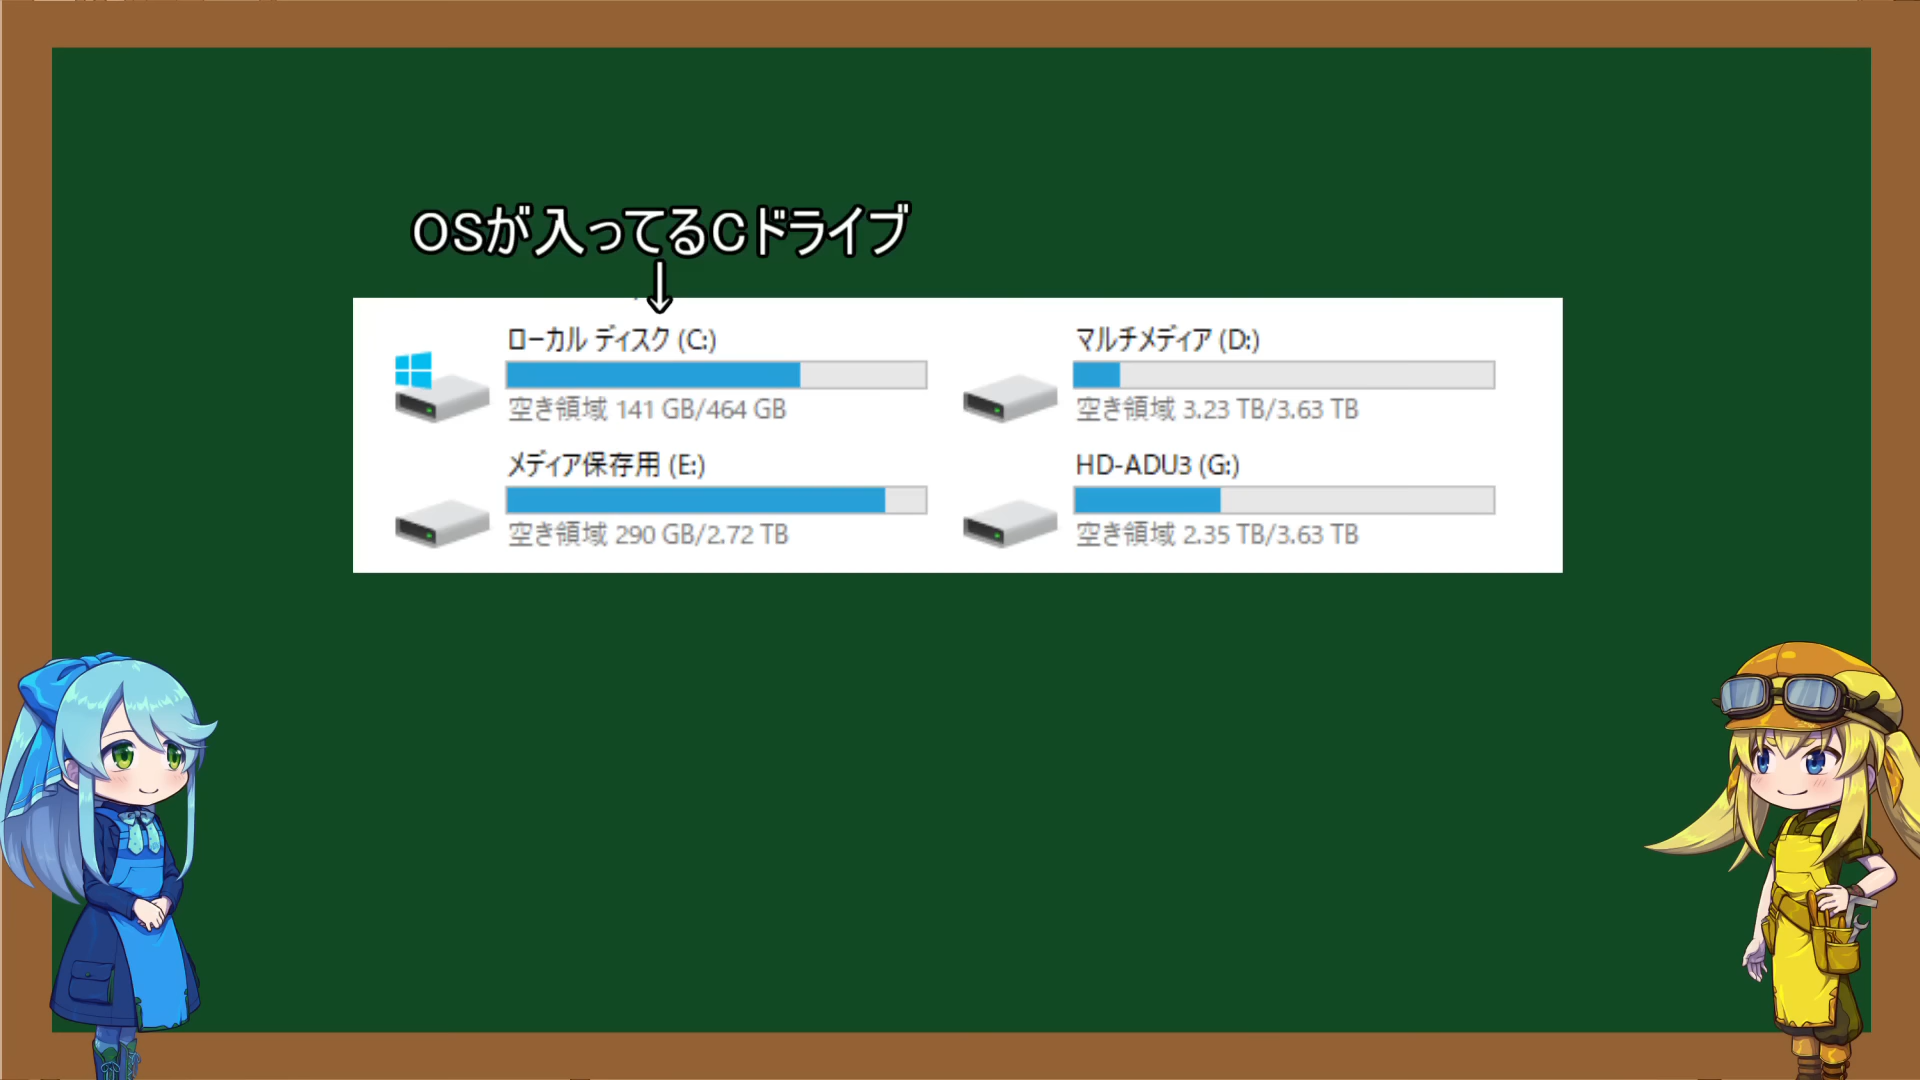 OSが入ってるCドライブ
↓
ローカル ディスク (C:)
空き領域 141 GB/464 GB
マルチメディア (D:)
空き領域 3.23 TB/3.63 TB
メディア保存用 (E:)
空き領域 290 GB/2.72 TB
HD-ADU3 (G:)
空き領域 2.35 TB/3.63 TB